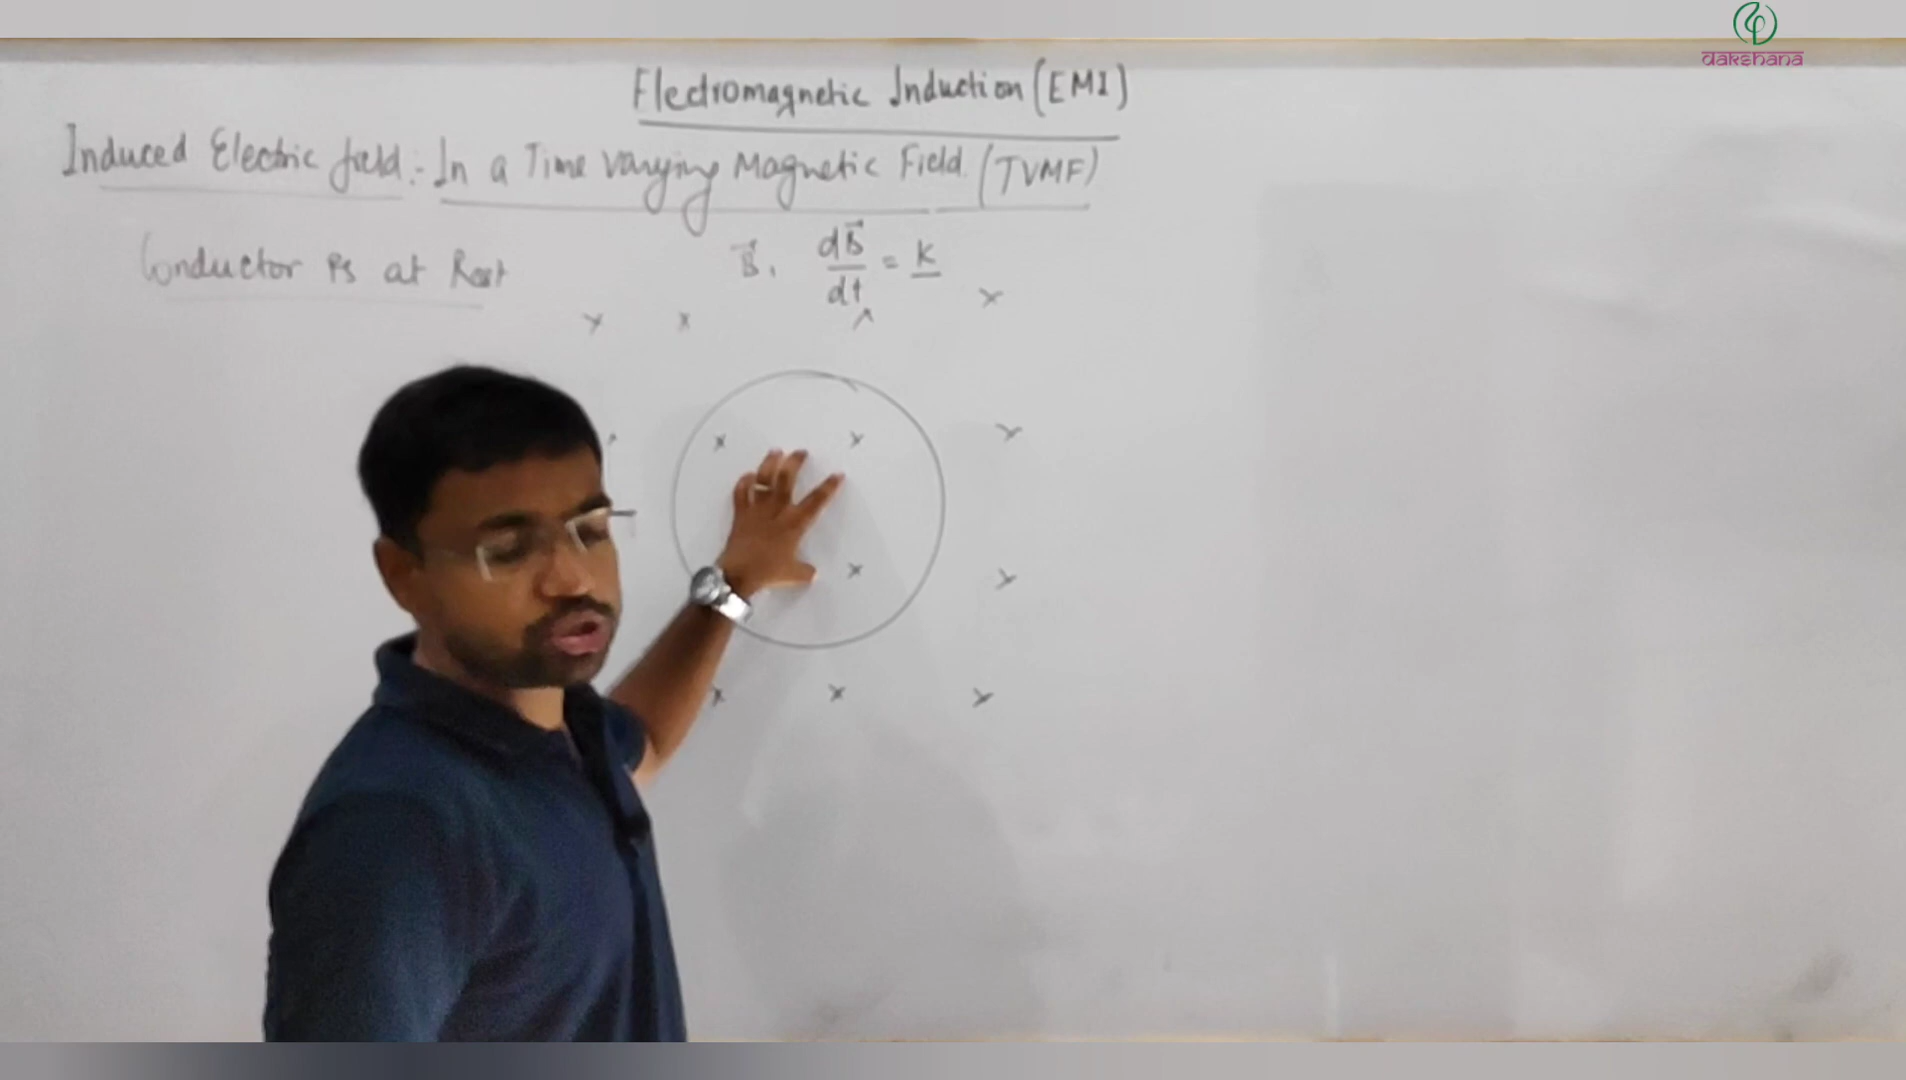 dakshana
Electromagnetic Induction (EMI)
Induced Electric field :- In a Time Varying Magnetic Field. (TVMF)
Conductor is at Rest
B⃗, dB⃗/dt = K